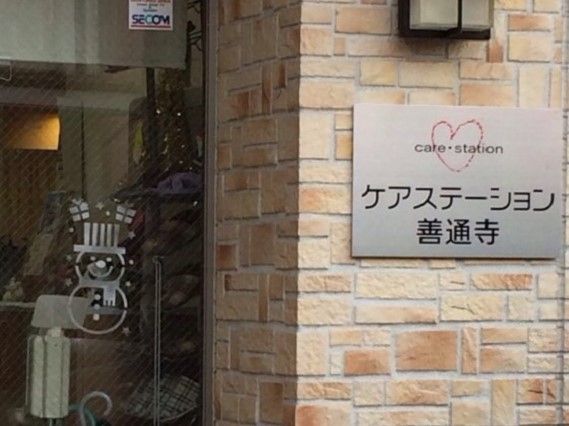 SECOM
care・station
ケアステーション
善通寺